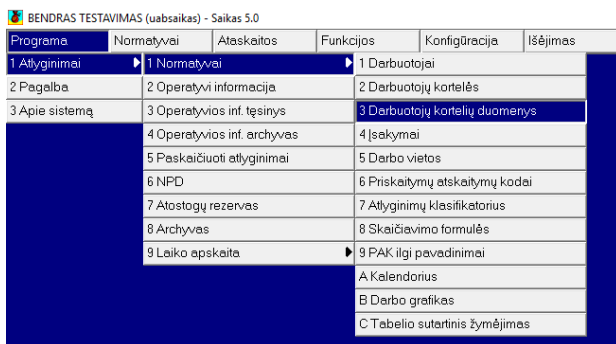 BENDRAS TESTAVIMAS (uabsaikas) - Saikas 5.0
Programa Normatyvai Ataskaitos Funkcijos Konfigūracija Išėjimas
1 Atlyginimai
2 Pagalba
3 Apie sistemą
1 Normatyvai
2 Operatyvi informacija
3 Operatyvios inf. tęsinys
4 Operatyvios inf. archyvas
5 Paskaičiuoti atlyginimai
6 NPD
7 Atostogų rezervas
8 Archyvas
9 Laiko apskaita
1 Darbuotojai
2 Darbuotojų kortelės
3 Darbuotojų kortelių duomenys
4 Įsakymai
5 Darbo vietos
6 Priskaitymų atskaitymų kodai
7 Atlyginimų klasifikatorius
8 Skaičiavimo formulės
9 PAK ilgi pavadinimai
A Kalendorius
B Darbo grafikas
C Tabelio sutartinis žymėjimas